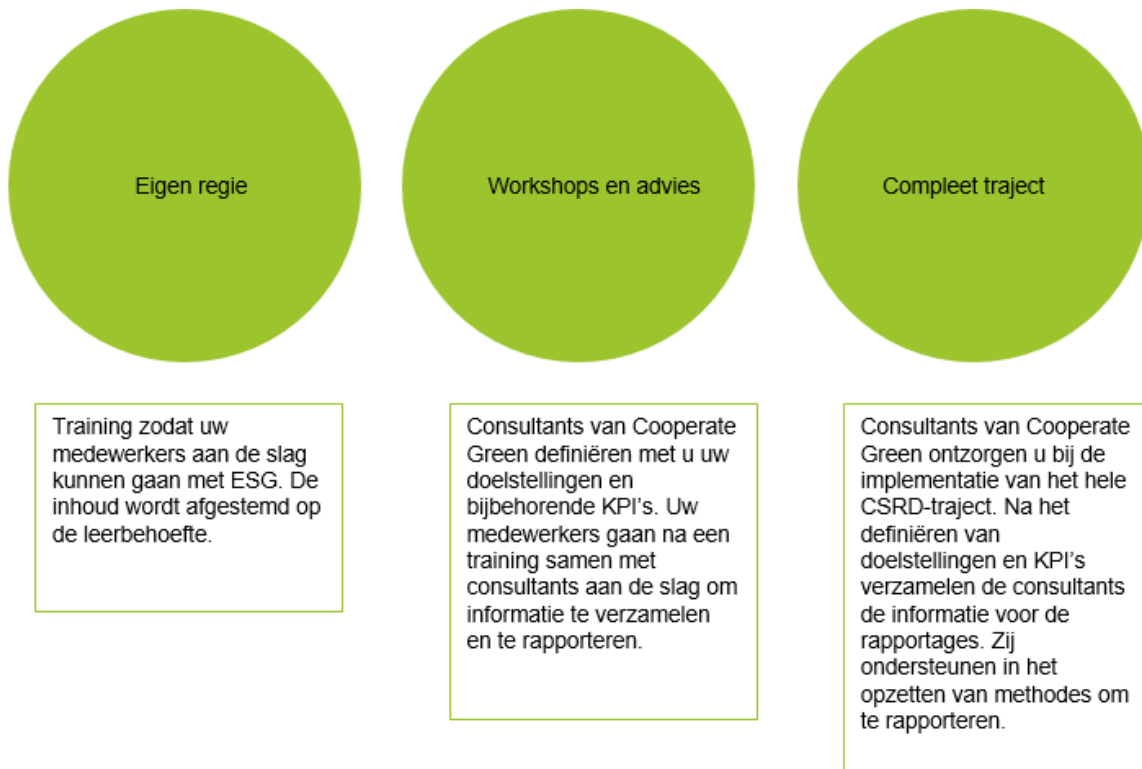 Eigen regie
Workshops en advies
Compleet traject
Training zodat uw
medewerkers aan de slag
kunnen gaan met ESG. De
inhoud wordt afgestemd op
de leerbehoefte.
Consultants van Cooperate
Green definiëren met u uw
doelstellingen en
bijbehorende KPI’s. Uw
medewerkers gaan na een
training samen met
consultants aan de slag om
informatie te verzamelen
en te rapporteren.
Consultants van Cooperate
Green ontzorgen u bij de
implementatie van het hele
CSRD-traject. Na het
definiëren van
doelstellingen en KPI’s
verzamelen de consultants
de informatie voor de
rapportages. Zij
ondersteunen in het
opzetten van methodes om
te rapporteren.